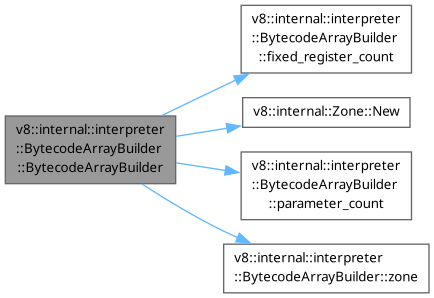 v8::internal::interpreter
::BytecodeArrayBuilder
::BytecodeArrayBuilder
v8::internal::interpreter
::BytecodeArrayBuilder
::fixed_register_count
v8::internal::Zone::New
v8::internal::interpreter
::BytecodeArrayBuilder
::parameter_count
v8::internal::interpreter
::BytecodeArrayBuilder::zone